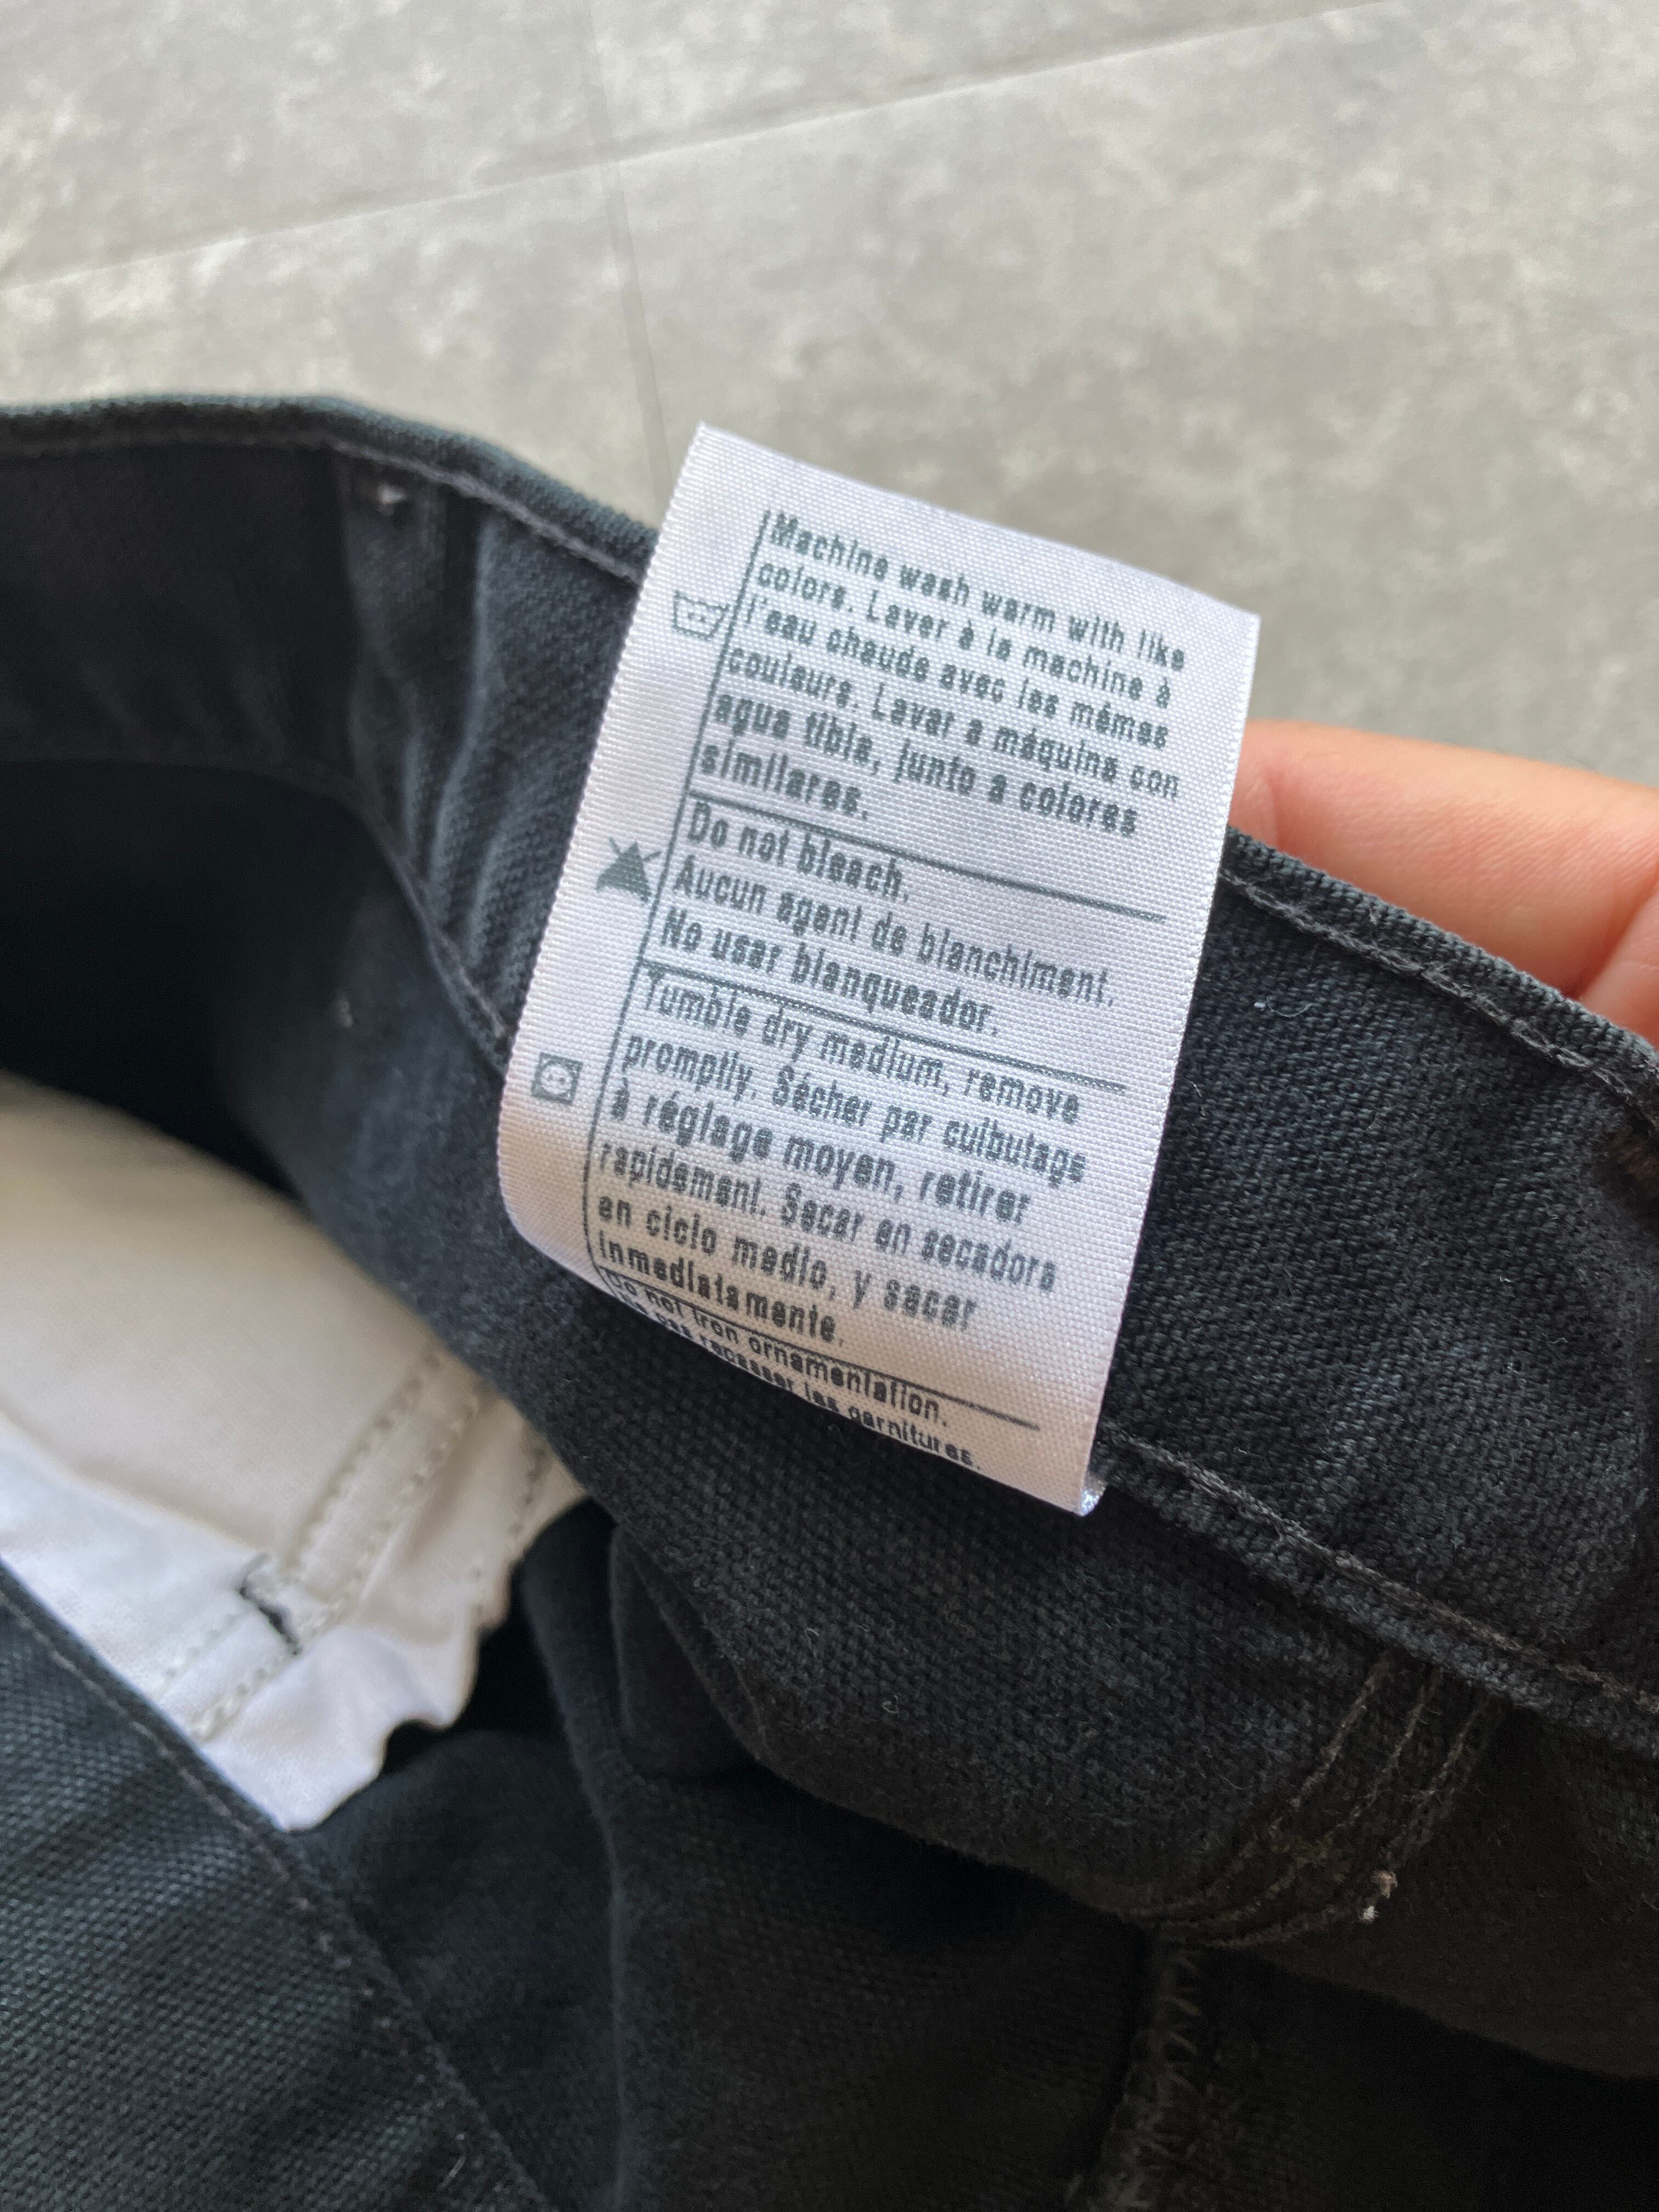 Machine wash warm with like
colors. Laver à la machine à
l'eau chaude avec les mêmes
couleurs. Lavar a máquina con
agua tibia, junto a colores
similares.
Do not bleach.
Aucun agent de blanchiment.
No usar blanqueador.
Tumble dry medium, remove
promptly. Sécher par culbutage
à réglage moyen, retirer
rapidement. Secar en secadora
en ciclo medio, y sacar
inmediatamente.
Do not iron ornamentation.
Ne pas repasser les garnitures.